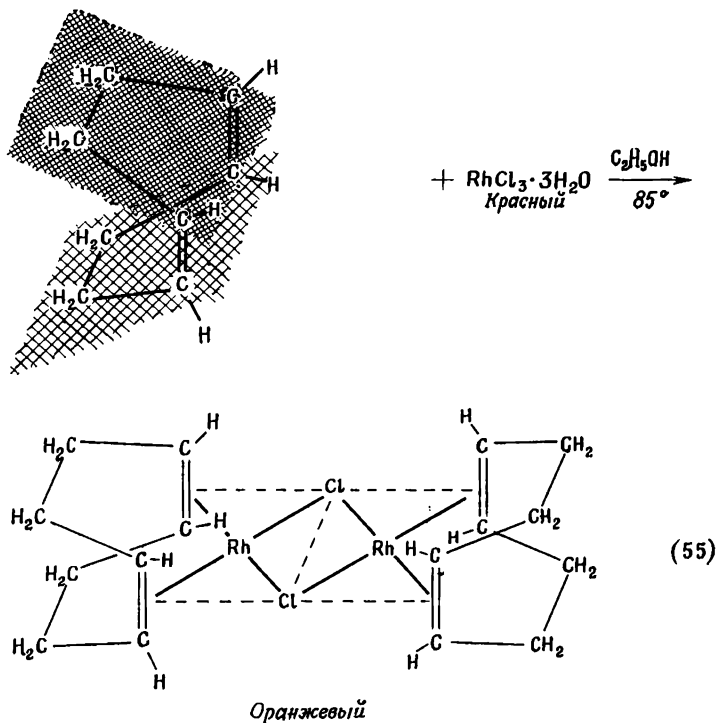 H₂C C H
H₂C C H
C H
H₂C
H₂C C
H
+ RhCl₃·3H₂O C₂H₅OH
Красный 85°
H H
H₂C C C CH₂
Cl
H₂C C H H C CH₂
C H Rh Rh H C (55)
H₂C CH₂
Cl
H₂C C H C CH₂
H
Оранжевый